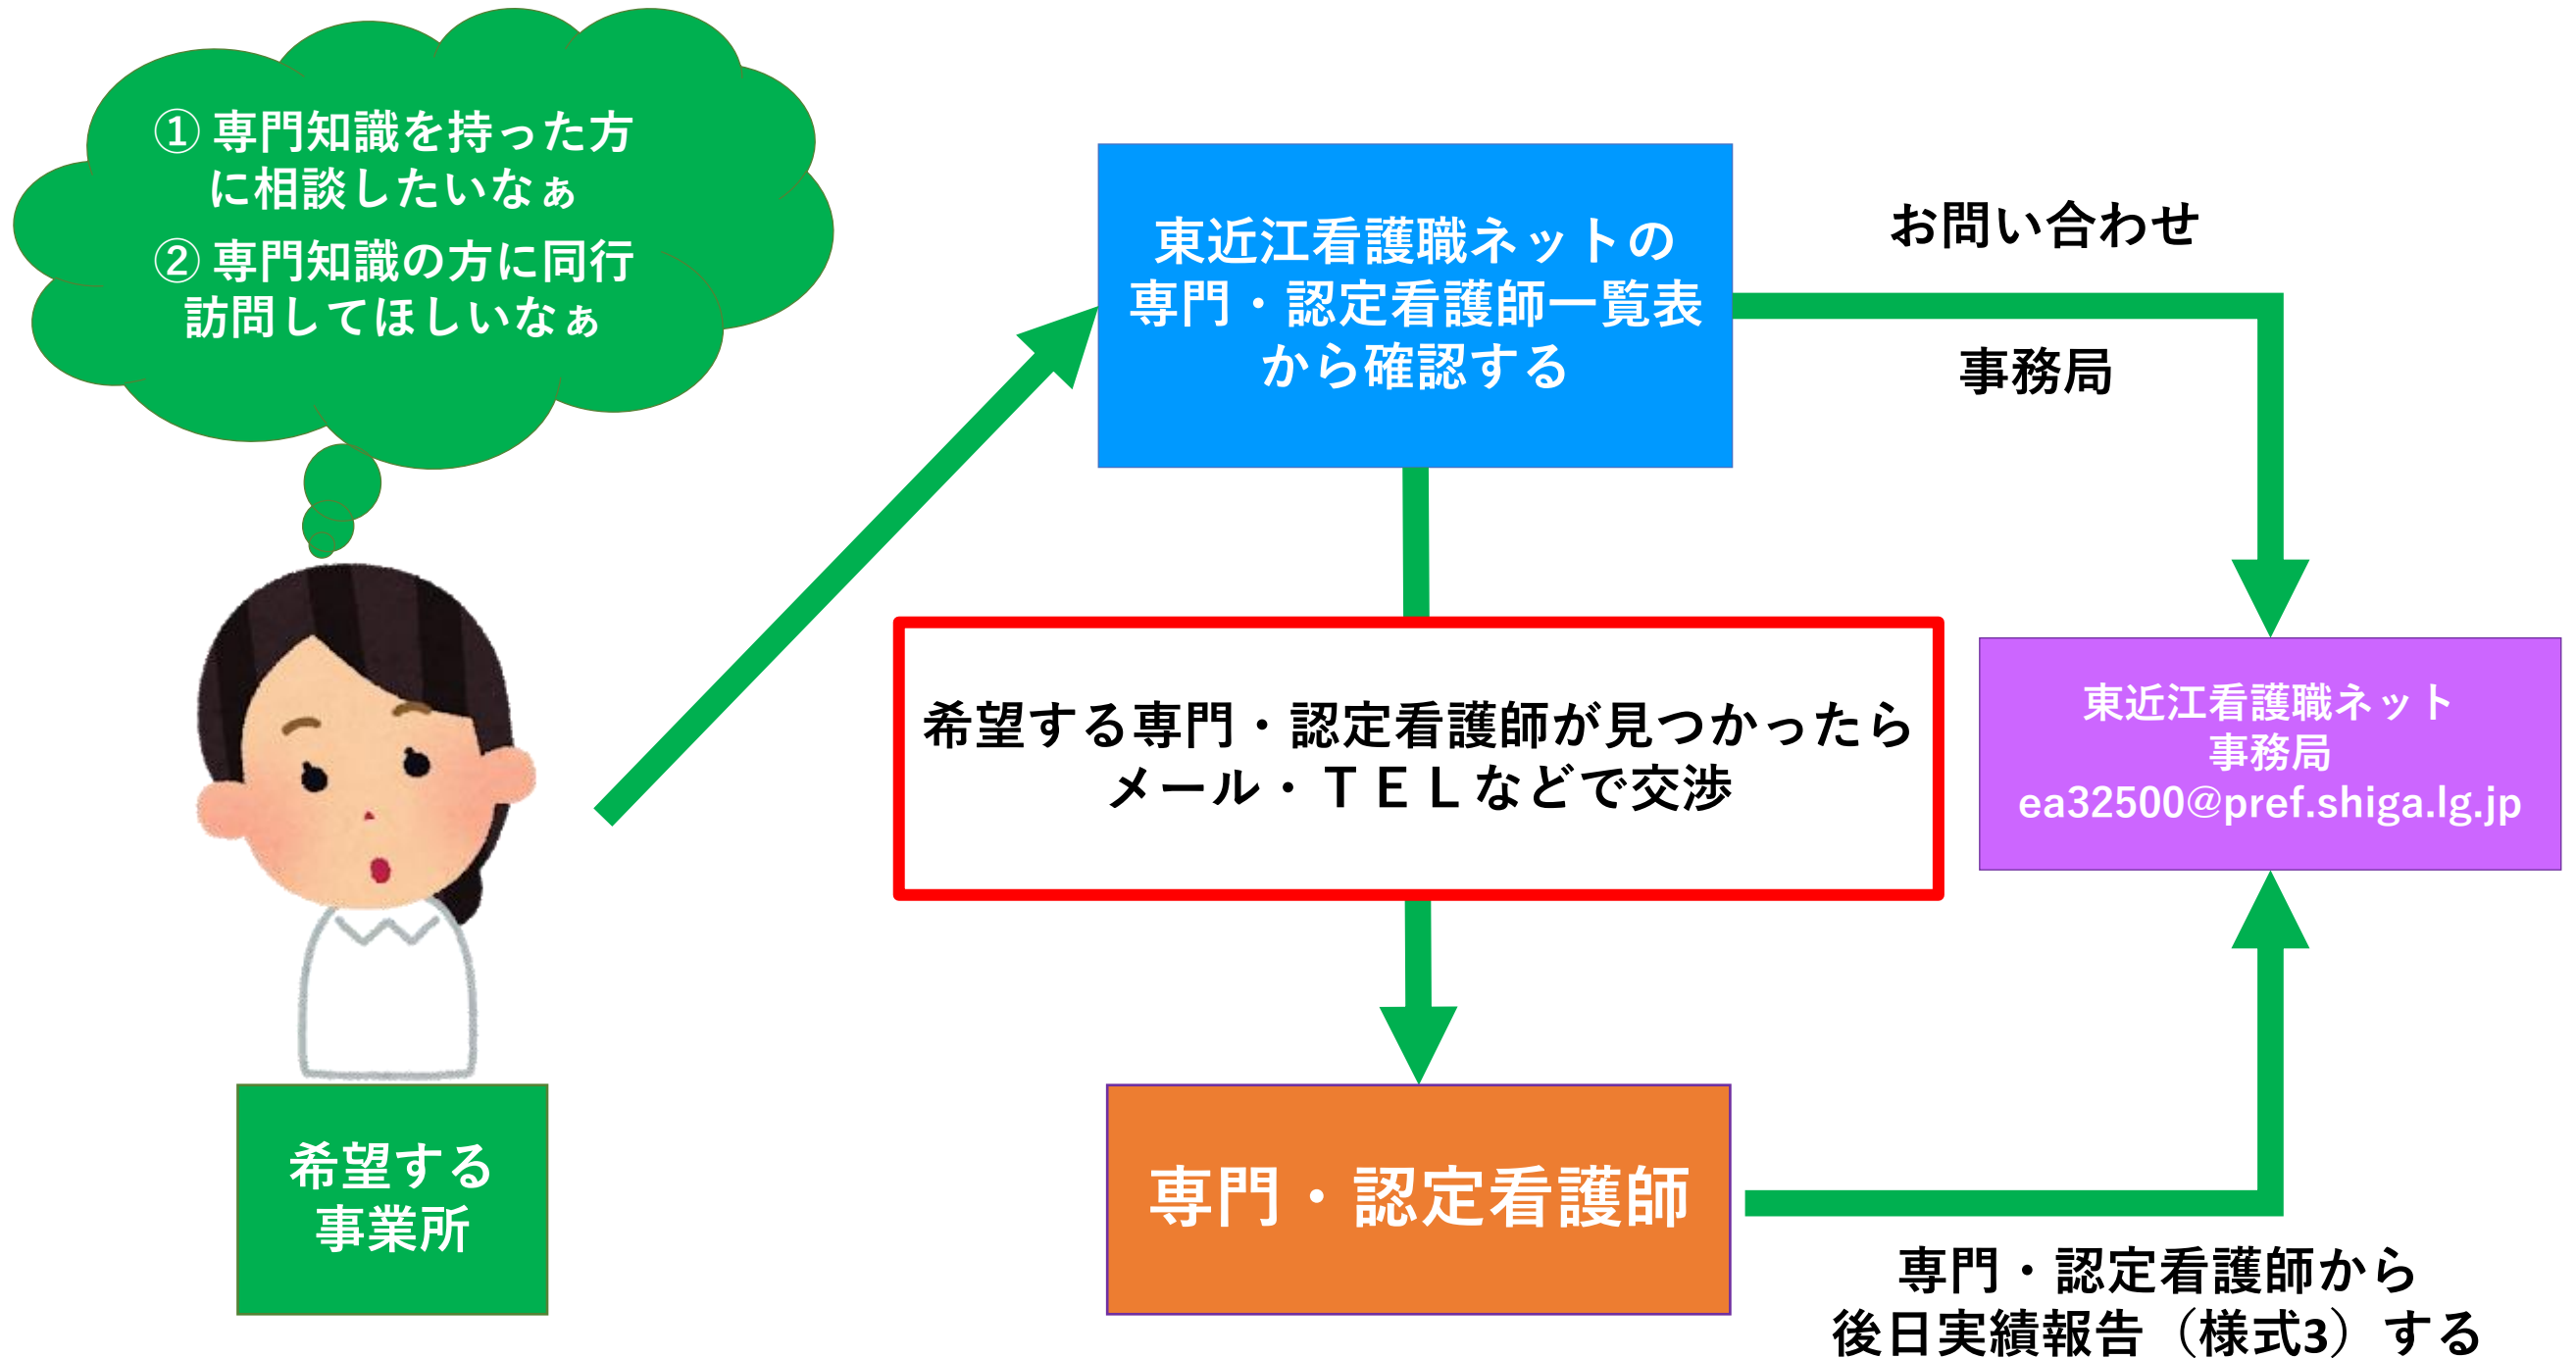 ① 専門知識を持った方
に相談したいなぁ
② 専門知識の方に同行
訪問してほしいなぁ
東近江看護職ネットの
専門・認定看護師一覧表
から確認する
お問い合わせ
事務局
希望する専門・認定看護師が見つかったら
メール・ＴＥＬなどで交渉
東近江看護職ネット
事務局
ea32500@pref.shiga.lg.jp
希望する
事業所
専門・認定看護師
専門・認定看護師から
後日実績報告（様式3）する